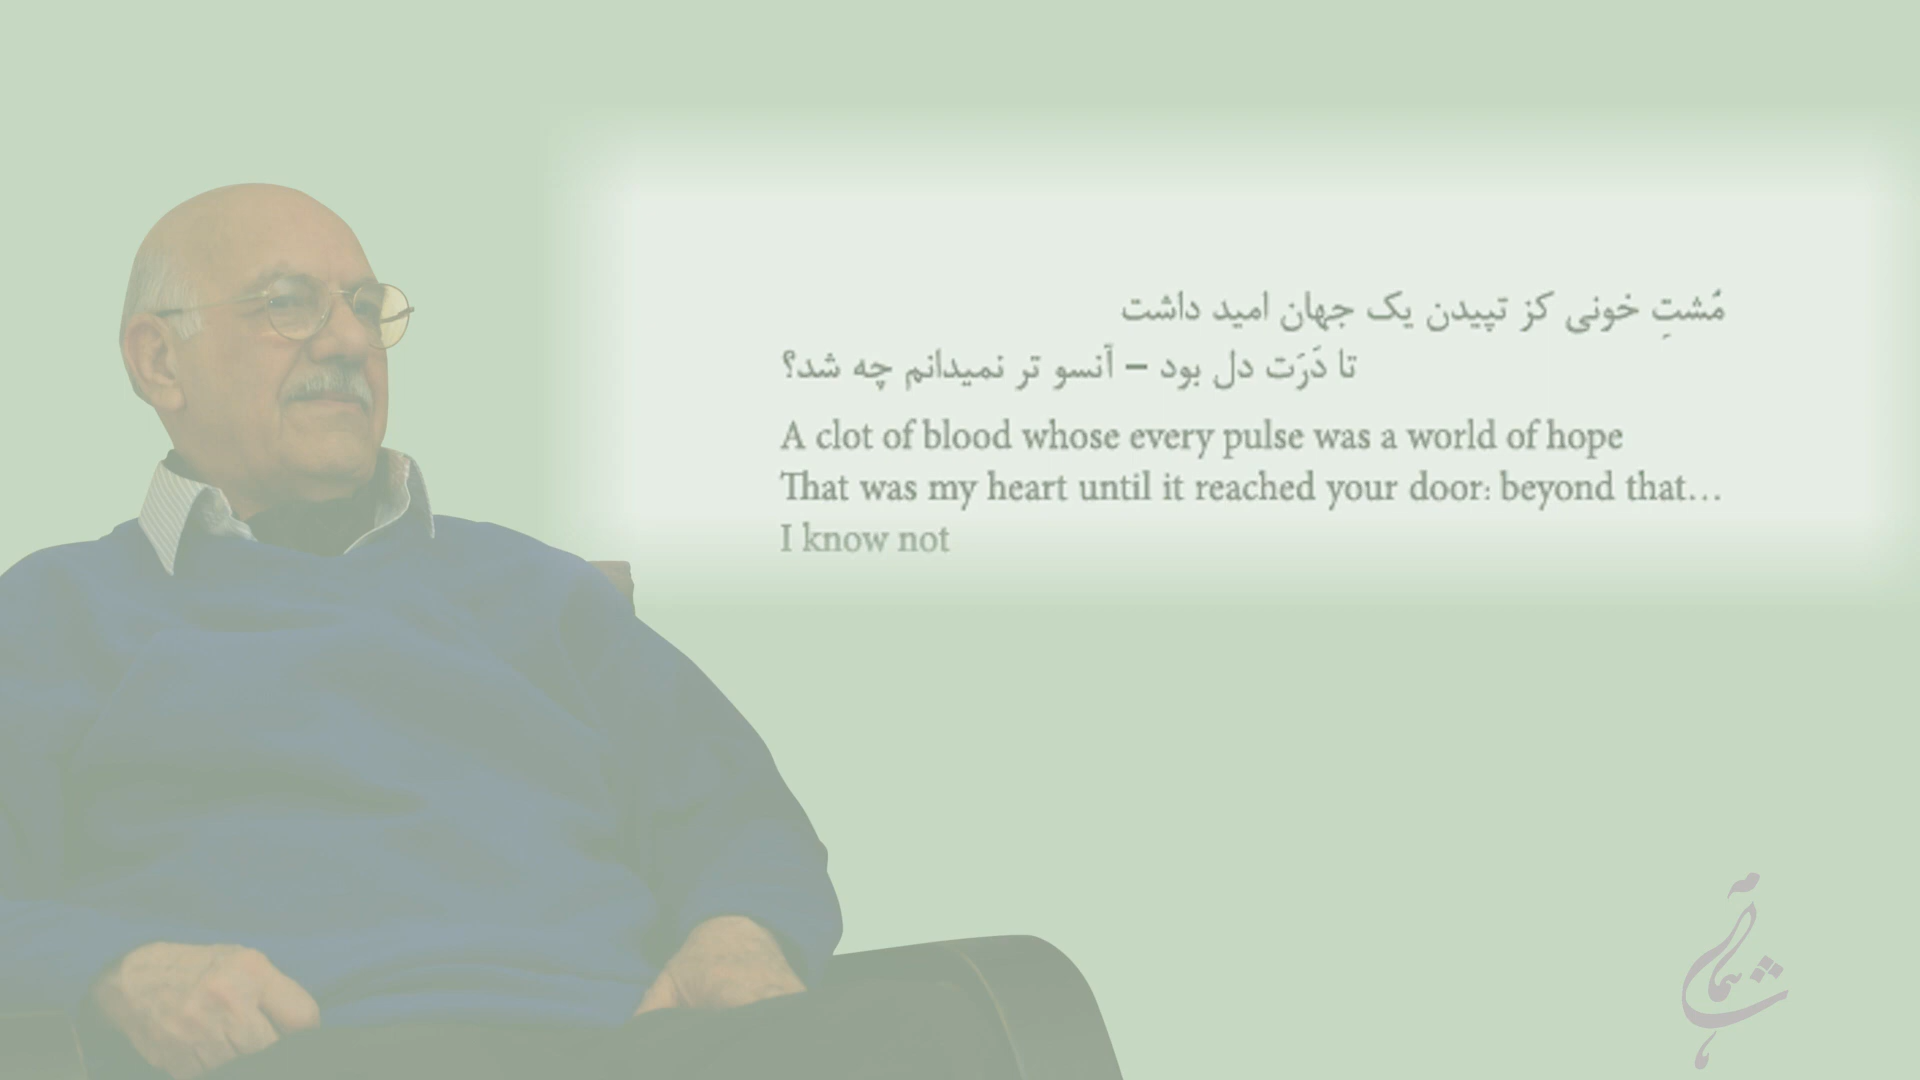 مُشتِ خونی کز تپیدن یک جهان امید داشت
تا دَرَت دل بود – آنسو تر نمیدانم چه شد؟
A clot of blood whose every pulse was a world of hope
That was my heart until it reached your door: beyond that…
I know not